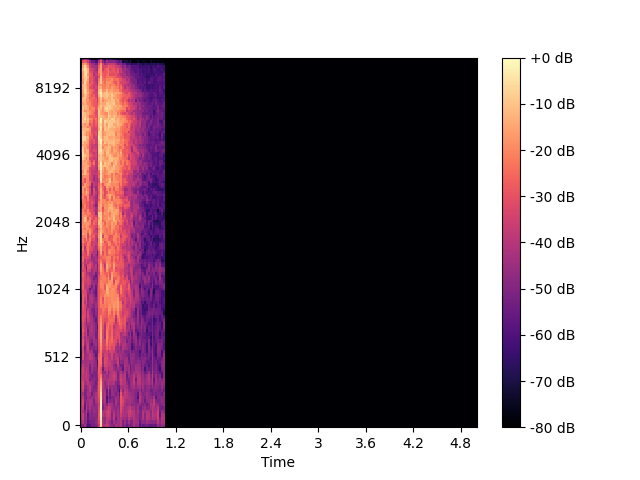 +0 dB
8192
-10 dB
4096
-20 dB
-30 dB
Hz
2048
-40 dB
1024
-50 dB
-60 dB
512
-70 dB
0
-80 dB
0 0.6 1.2 1.8 2.4 3 3.6 4.2 4.8
Time